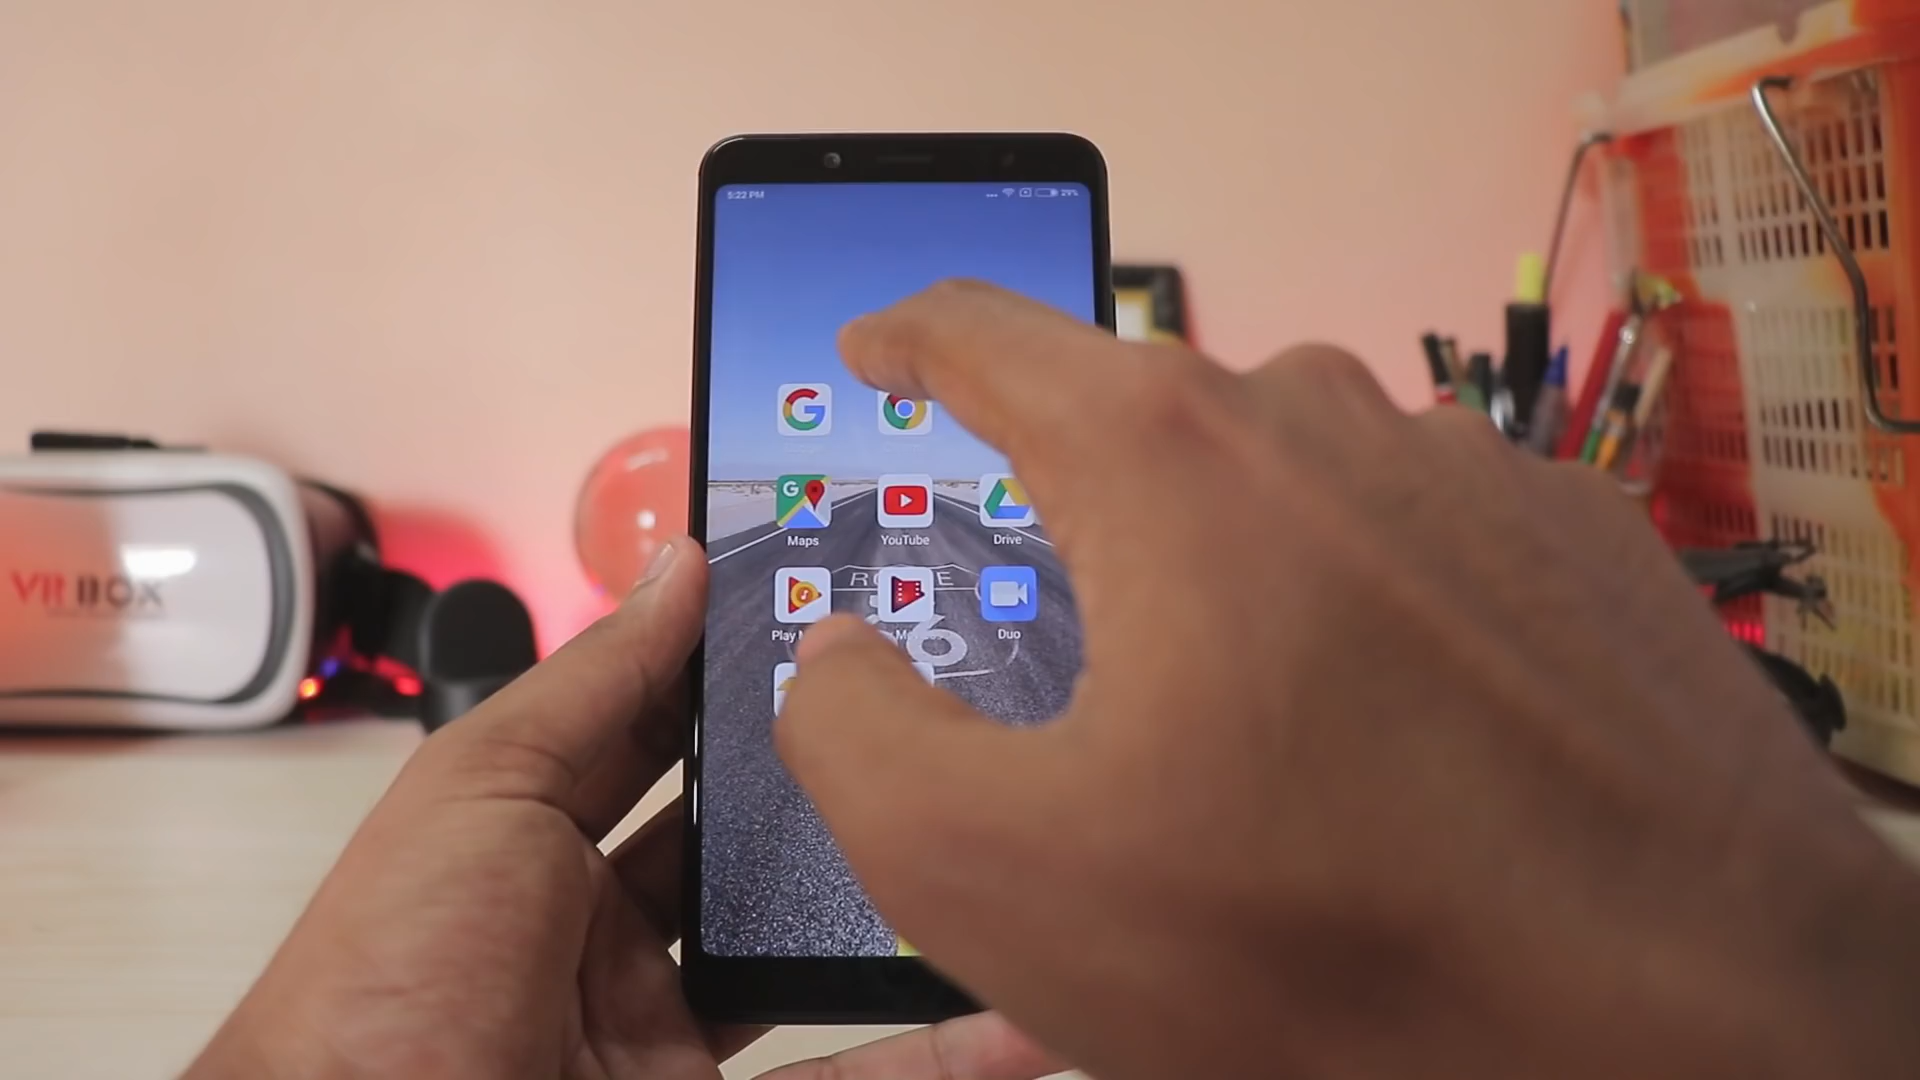 5:22 PM
G
G
Maps
YouTube
Drive
Play
Duo
VR BOX